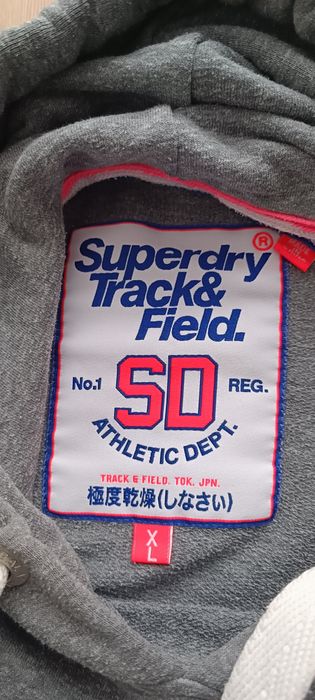 Superdry ®
Track&
Field.
No.1 SD REG.
ATHLETIC DEPT.
TRACK & FIELD. TOK. JPN.
極度乾燥(しなさい)
XL